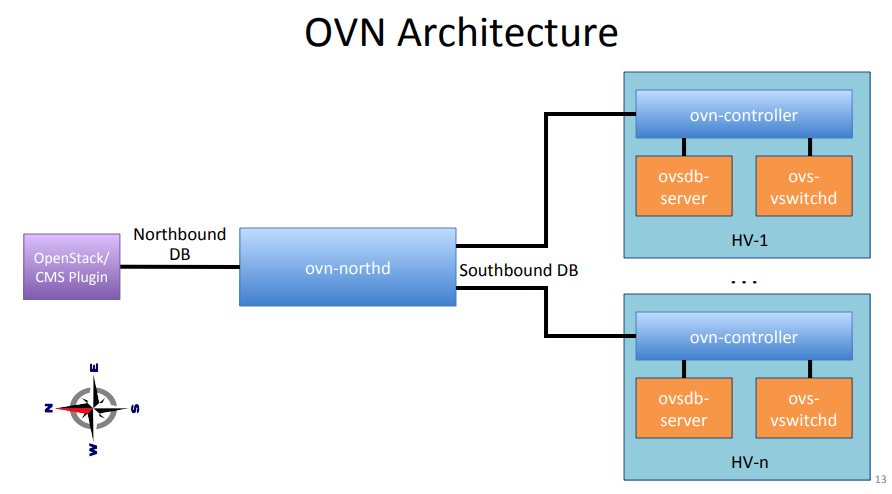 OVN Architecture
ovn-controller
ovsdb-
server
ovs-
vswitchd
HV-1
Northbound
DB
OpenStack/
CMS Plugin
ovn-northd
Southbound DB
...
ovn-controller
ovsdb-
server
ovs-
vswitchd
HV-n
E
N
S
W
13